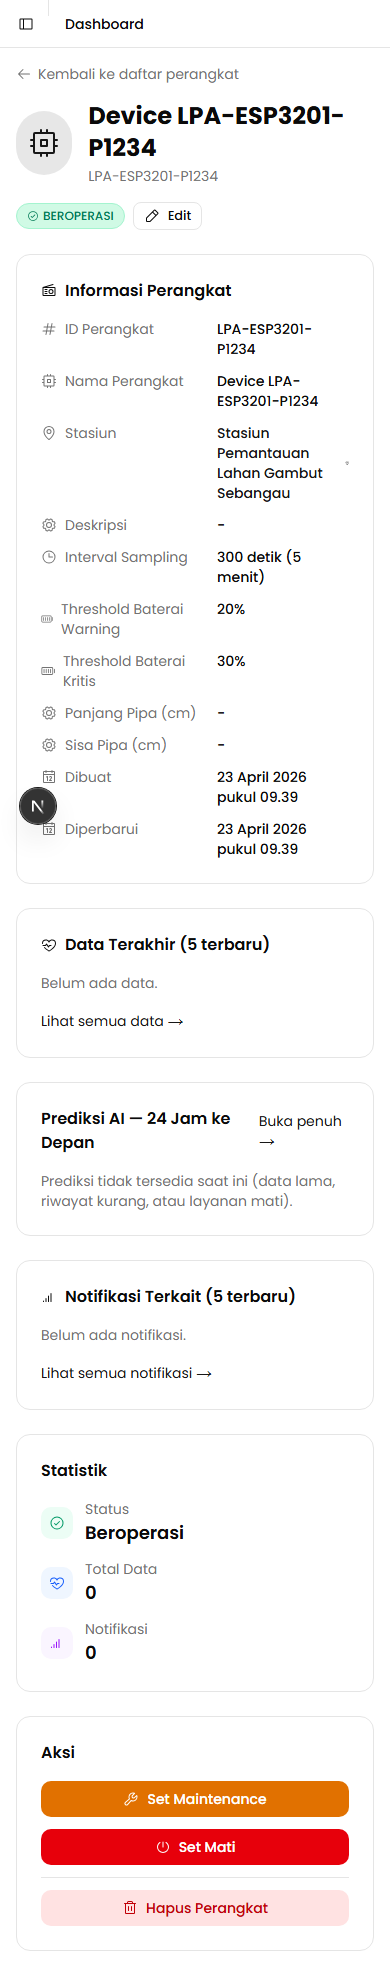 Dashboard
← Kembali ke daftar perangkat
Device LPA-ESP3201-
P1234
LPA-ESP3201-P1234
BEROPERASI
Edit
Informasi Perangkat
ID Perangkat
LPA-ESP3201-
P1234
Nama Perangkat
Device LPA-
ESP3201-P1234
Stasiun
Stasiun
Pemantauan
Lahan Gambut
Sebangau
Deskripsi
-
Interval Sampling
300 detik (5
menit)
Threshold Baterai
Warning
20%
Threshold Baterai
Kritis
30%
Panjang Pipa (cm)
-
Sisa Pipa (cm)
-
Dibuat
23 April 2026
pukul 09.39
N
Diperbarui
23 April 2026
pukul 09.39
Data Terakhir (5 terbaru)
Belum ada data.
Lihat semua data →
Prediksi AI — 24 Jam ke
Depan
Buka penuh
→
Prediksi tidak tersedia saat ini (data lama,
riwayat kurang, atau layanan mati).
Notifikasi Terkait (5 terbaru)
Belum ada notifikasi.
Lihat semua notifikasi →
Statistik
Status
Beroperasi
Total Data
0
Notifikasi
0
Aksi
Set Maintenance
Set Mati
Hapus Perangkat